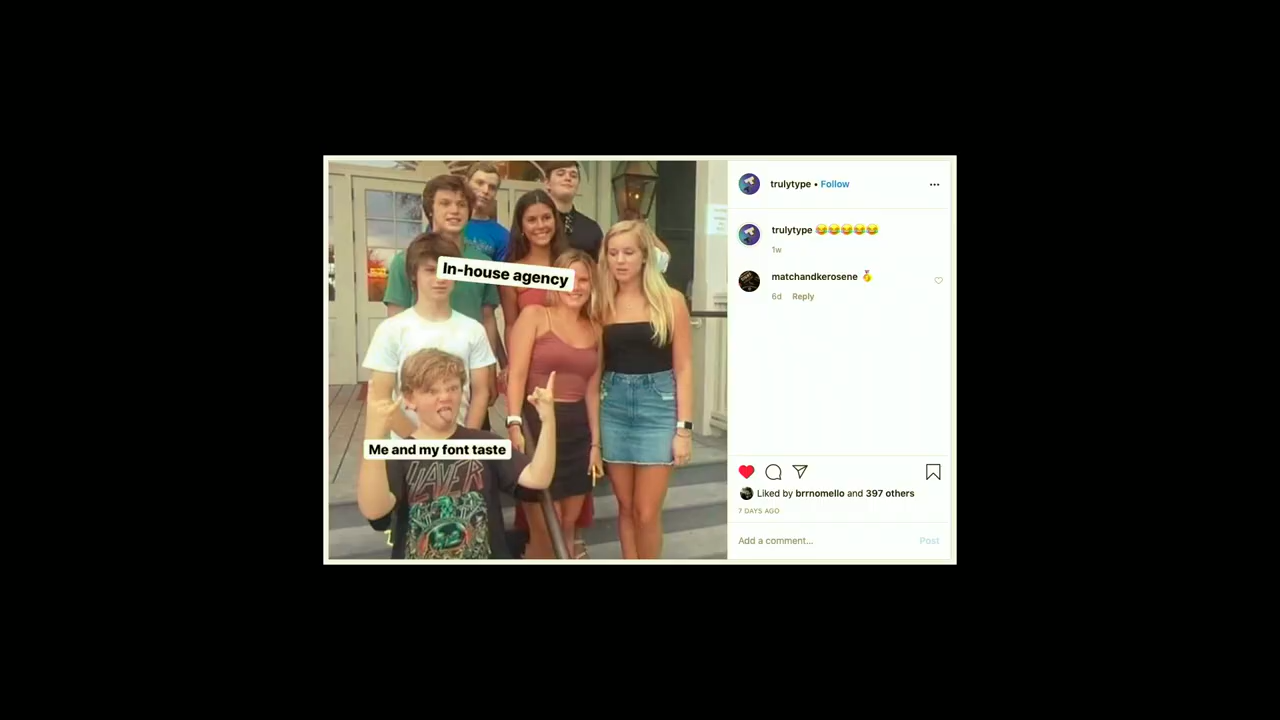 In-house agency
Me and my font taste
SLAYER
trulytype • Follow
trulytype 😂😂😂😂😂
1w
matchandkerosene 🏅
6d Reply
Liked by brrnomello and 397 others
7 DAYS AGO
Add a comment...
Post